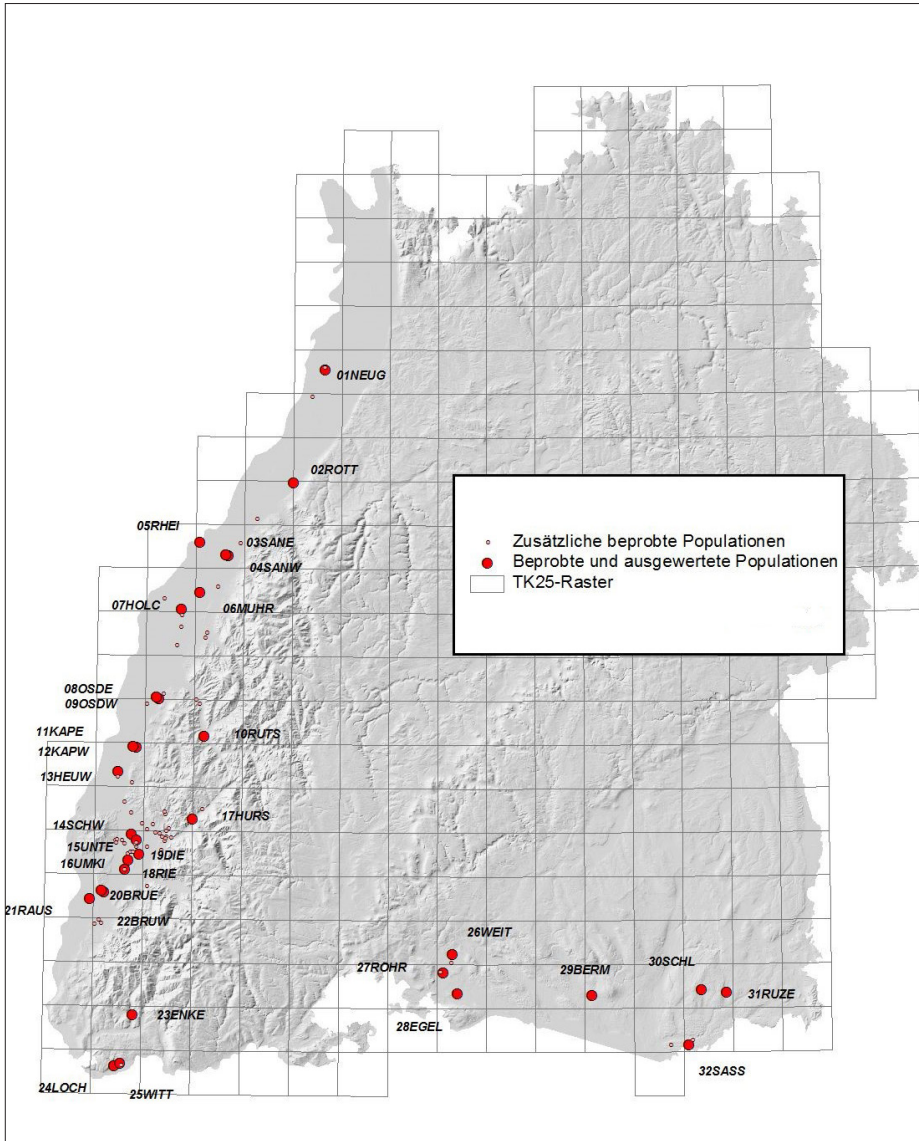 01NEUG
02ROTT
05RHEI
03SANE
04SANW
Zusätzliche beprobte Populationen
Beprobte und ausgewertete Populationen
TK25-Raster
07HOLC
06MUHR
08OSDE
09OSDW
11KAPE
10RUTS
12KAPW
13HEUW
17HURS
14SCHW
15UNTE
19DIE
16UMKI
18RIE
20BRUE
21RAUS
22BRUW
26WEIT
27ROHR
29BERM
30SCHL
31RUZE
28EGEL
23ENKE
32SASS
24LOCH
25WITT